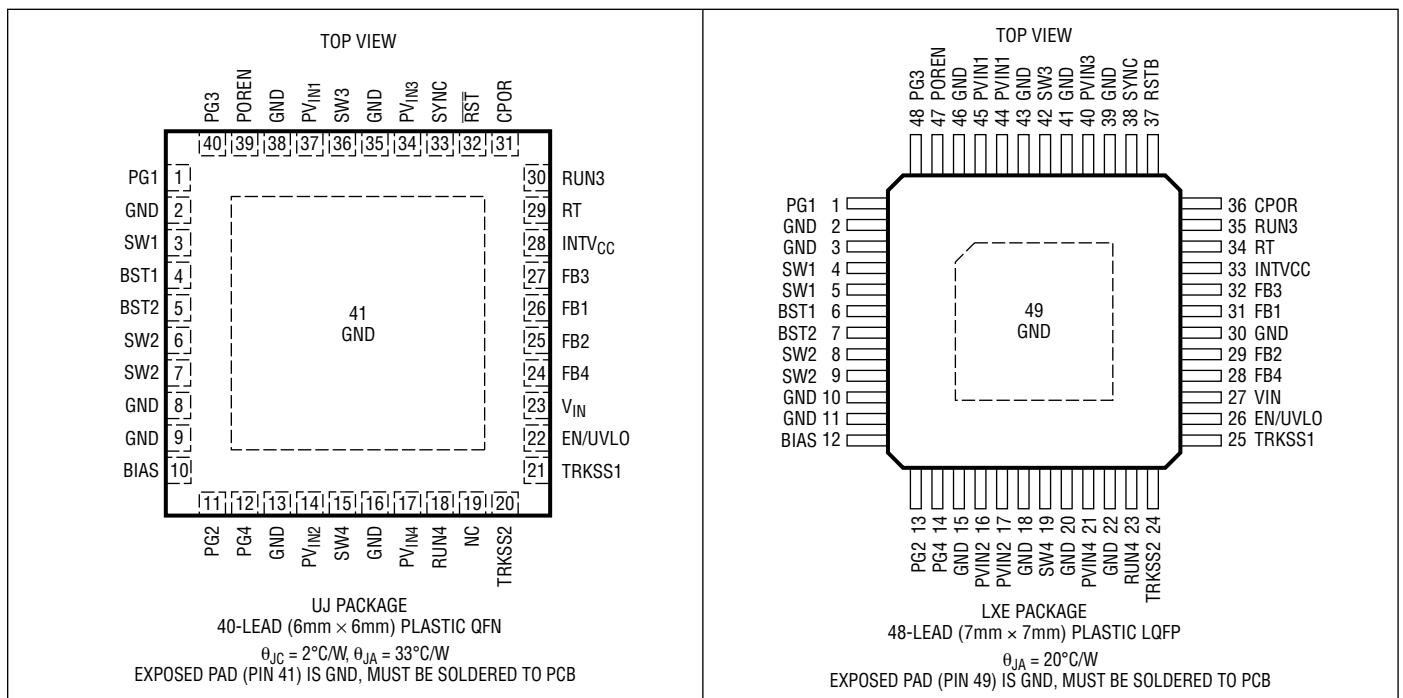 TOP VIEW
PG3
POREN
GND
PVIN1
SW3
GND
PVIN3
SYNC
RST
CPOR
40 39 38 37 36 35 34 33 32 31
PG1 1
GND 2
SW1 3
BST1 4
BST2 5
SW2 6
SW2 7
GND 8
GND 9
BIAS 10
41
GND
30 RUN3
29 RT
28 INTVCC
27 FB3
26 FB1
25 FB2
24 FB4
23 VIN
22 EN/UVLO
21 TRKSS1
11 12 13 14 15 16 17 18 19 20
PG2
PG4
GND
PVIN2
SW4
GND
PVIN4
RUN4
NC
TRKSS2
UJ PACKAGE
40-LEAD (6mm × 6mm) PLASTIC QFN
θJC = 2°C/W, θJA = 33°C/W
EXPOSED PAD (PIN 41) IS GND, MUST BE SOLDERED TO PCB
TOP VIEW
48 PG3
47 POREN
46 GND
45 PVIN1
44 PVIN1
43 GND
42 SW3
41 GND
40 PVIN3
39 GND
38 SYNC
37 RSTB
PG1 1
GND 2
GND 3
SW1 4
SW1 5
BST1 6
BST2 7
SW2 8
SW2 9
GND 10
GND 11
BIAS 12
49
GND
36 CPOR
35 RUN3
34 RT
33 INTVCC
32 FB3
31 FB1
30 GND
29 FB2
28 FB4
27 VIN
26 EN/UVLO
25 TRKSS1
PG2 13
PG4 14
GND 15
PVIN2 16
PVIN2 17
GND 18
SW4 19
GND 20
PVIN4 21
GND 22
RUN4 23
TRKSS2 24
LXE PACKAGE
48-LEAD (7mm × 7mm) PLASTIC LQFP
θJA = 20°C/W
EXPOSED PAD (PIN 49) IS GND, MUST BE SOLDERED TO PCB